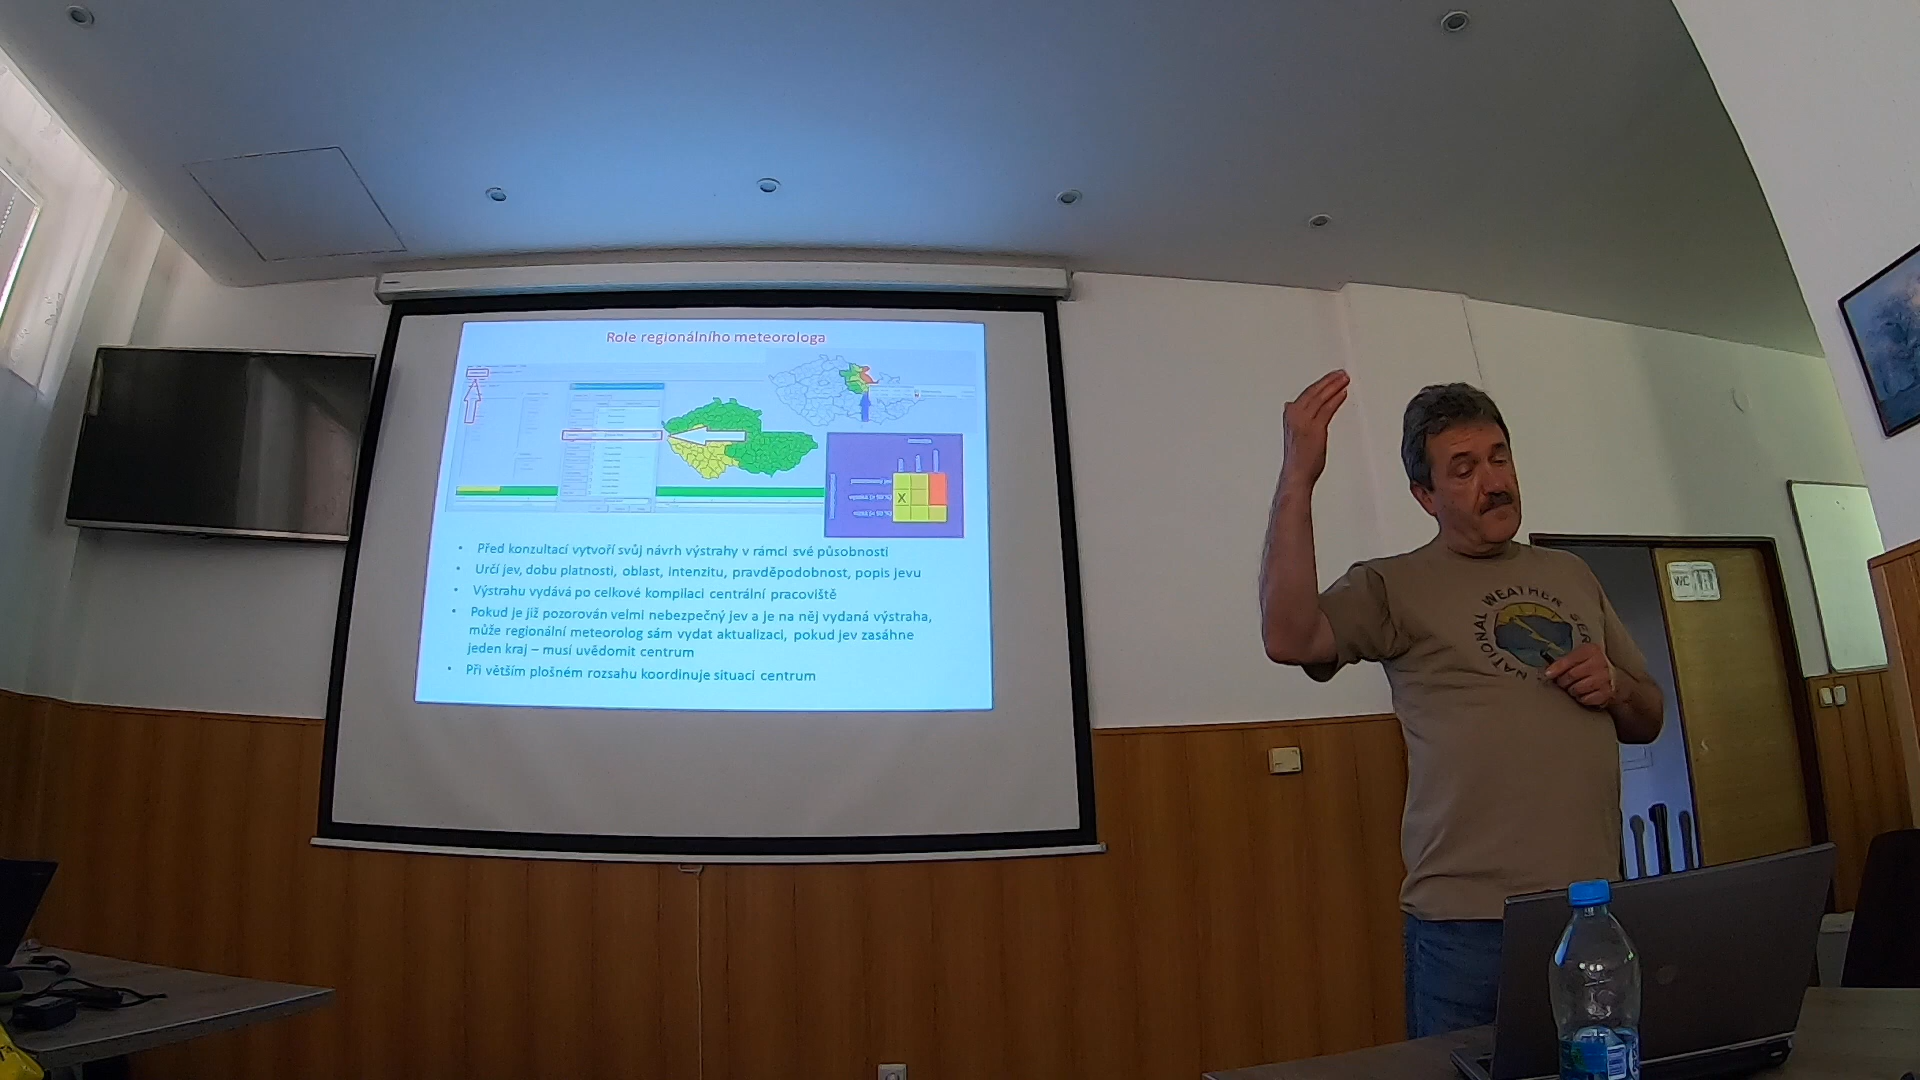 Role regionálního meteorologa
X
• Před konzultací vytvoří svůj návrh výstrahy v rámci své působnosti
• Určí jev, dobu platnosti, oblast, intenzitu, pravděpodobnost, popis jevu
• Výstrahu vydává po celkové kompilaci centrální pracoviště
• Pokud je již pozorován velmi nebezpečný jev a je na něj vydaná výstraha,
může regionální meteorolog sám vydat aktualizaci, pokud jev zasáhne
jeden kraj – musí uvědomit centrum
• Při větším plošném rozsahu koordinuje situaci centrum
NATIONAL WEATHER SER
WC